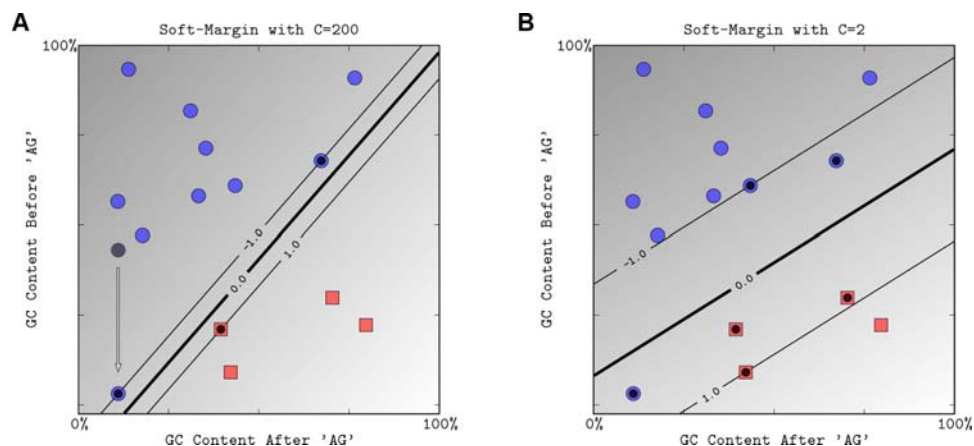 A
Soft-Margin with C=200
100%
GC Content Before 'AG'
-1.0
0.0
1.0
0%
100%
GC Content After 'AG'
B
Soft-Margin with C=2
100%
GC Content Before 'AG'
-1.0
0.0
1.0
0%
100%
GC Content After 'AG'